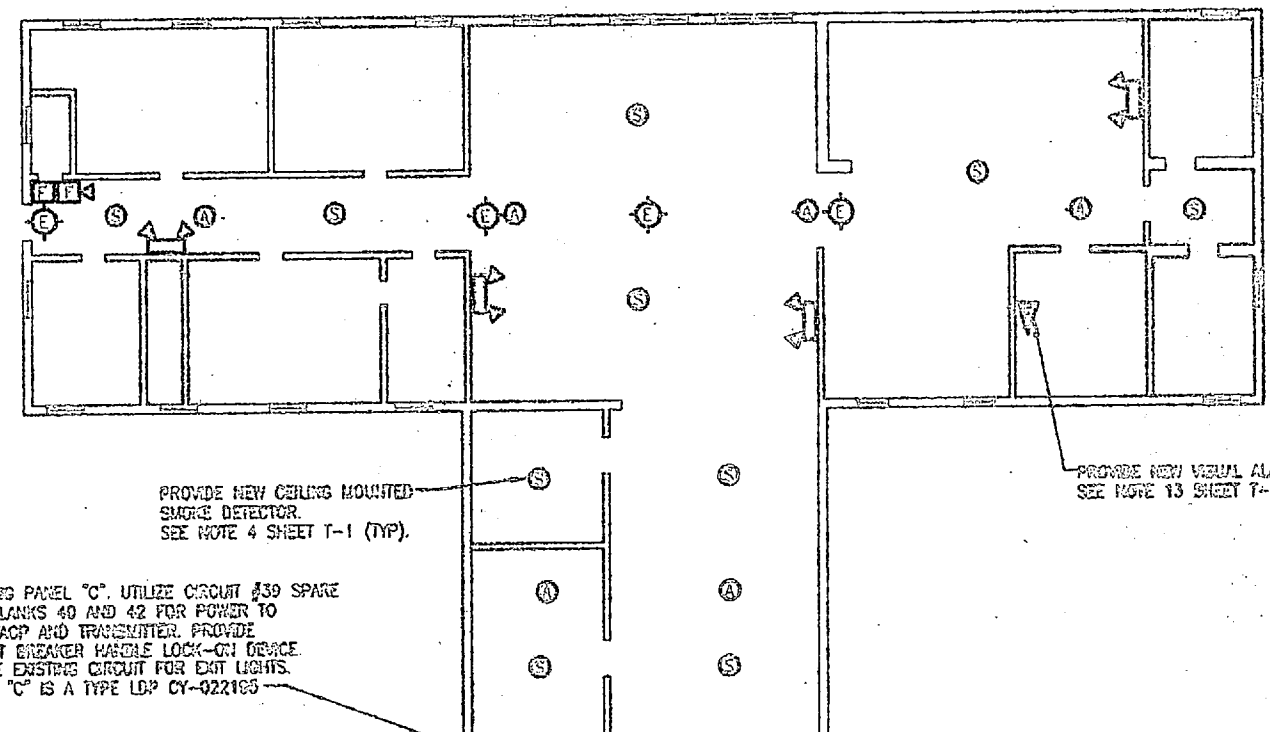 S
S
E
F
S
A
S
E
A
E
A
E
A
S
E
S
PROVIDE NEW CEILING MOUNTED
SMOKE DETECTOR.
SEE NOTE 4 SHEET T-1 (TYP).
S
S
PROVIDE NEW VISUAL AL
SEE NOTE 13 SHEET T-
G PANEL "C". UTILIZE CIRCUIT #39 SPARE
LANKS 40 AND 42 FOR POWER TO
ACP AND TRANSMITTER. PROVIDE
T BREAKER HANDLE LOCK-ON DEVICE.
E EXISTING CIRCUIT FOR EXIT LIGHTS.
"C" IS A TYPE LDP CY-022195
A
A
S
S